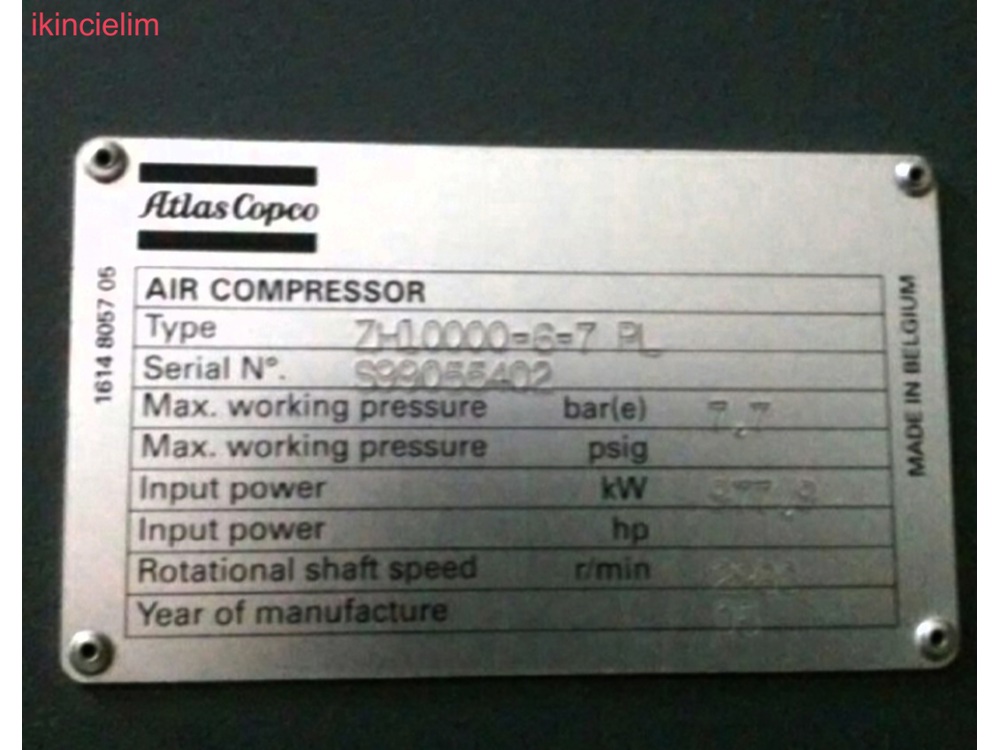 ikincielim
Atlas Copco
1614 8057 05
AIR COMPRESSOR
Type ZH10000-6-7 PL
Serial N°. S99055402
Max. working pressure bar(e) 7,7
Max. working pressure psig
Input power kW
Input power hp
Rotational shaft speed r/min
Year of manufacture
MADE IN BELGIUM